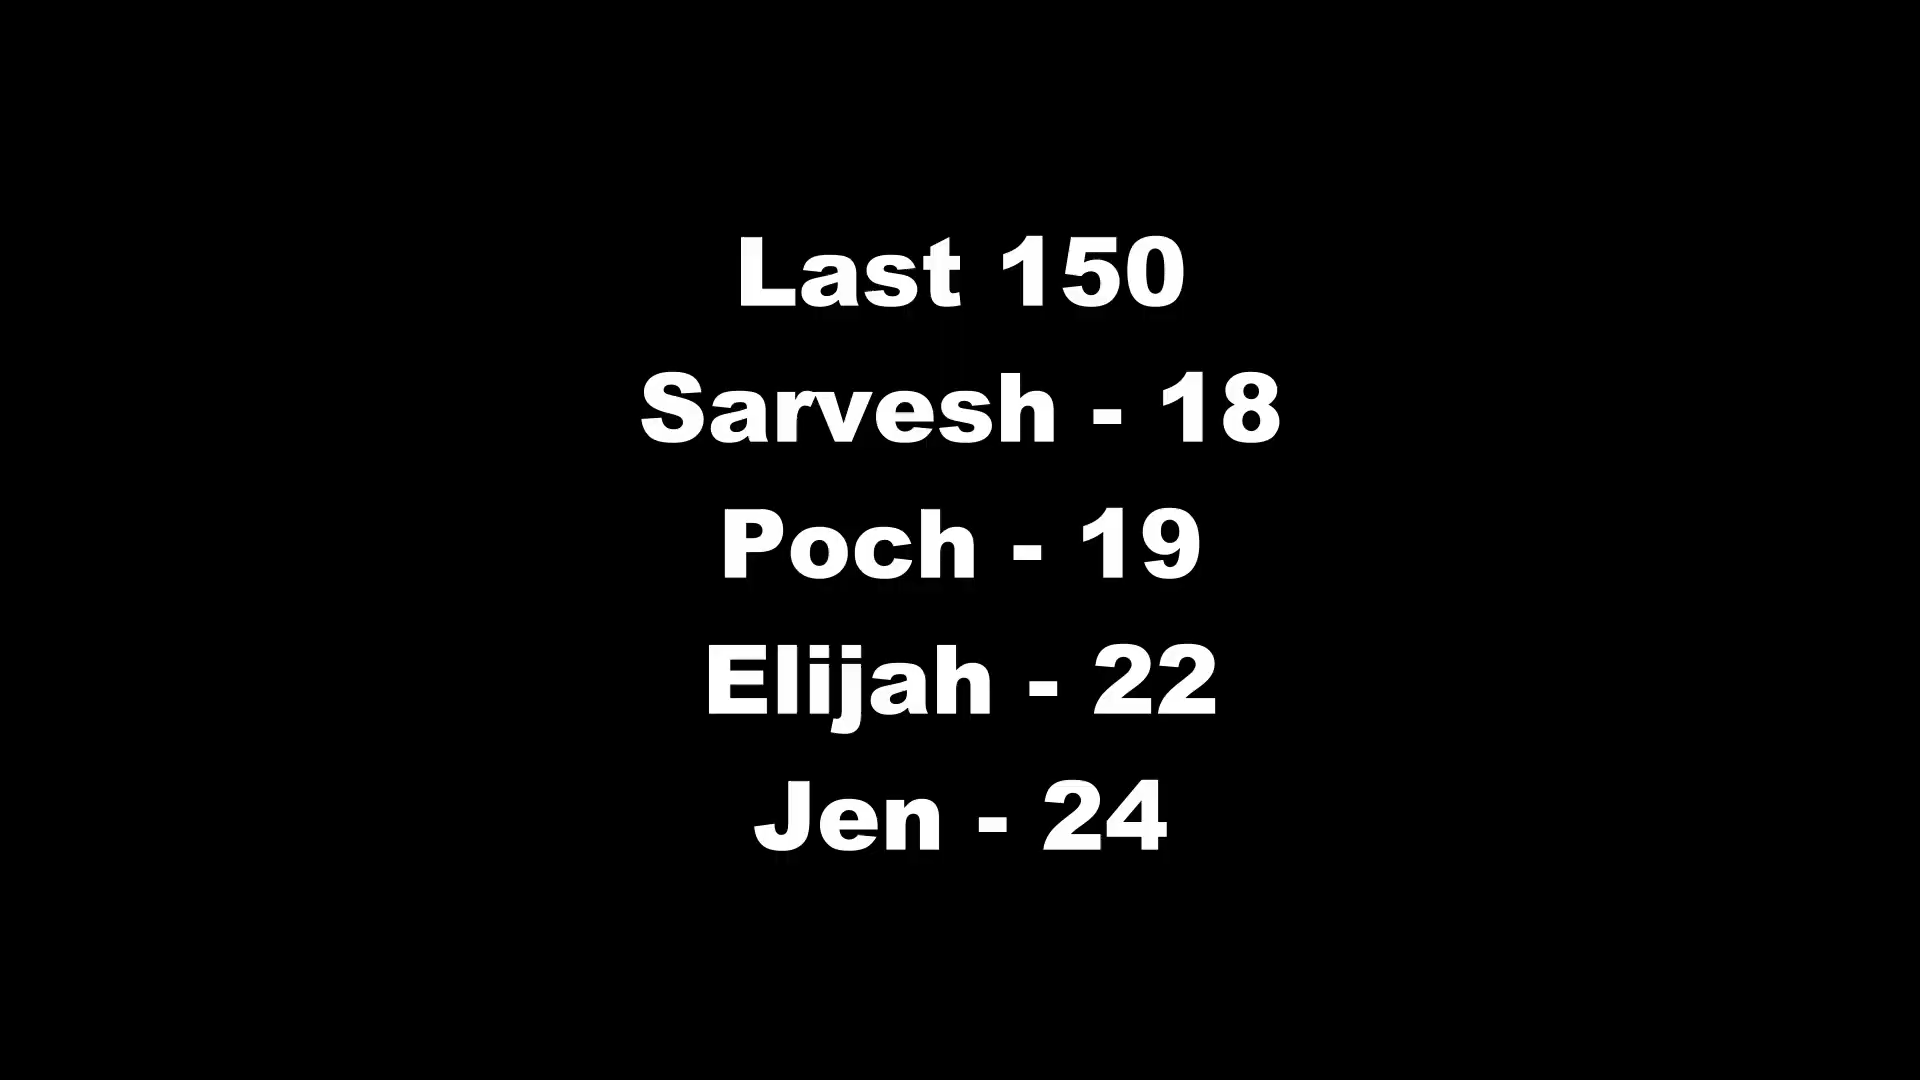 Last 150
Sarvesh - 18
Poch - 19
Elijah - 22
Jen - 24